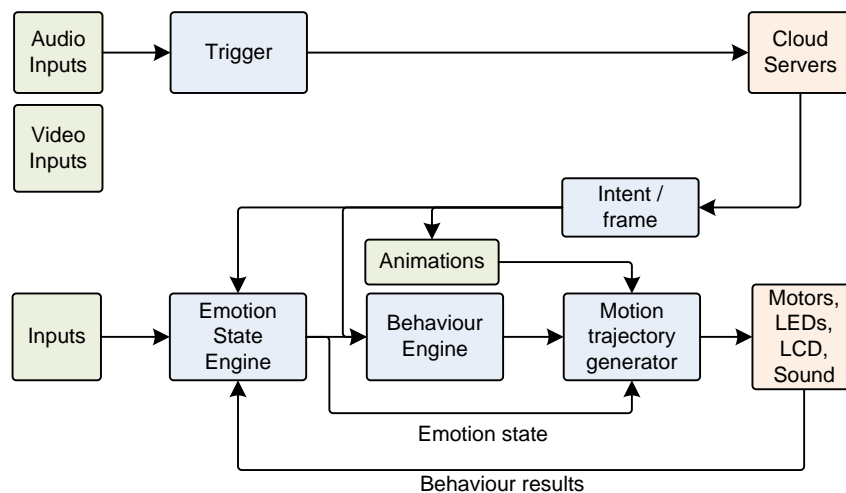 Audio
Inputs
Trigger
Cloud
Servers
Video
Inputs
Intent /
frame
Animations
Inputs
Emotion
State
Engine
Behaviour
Engine
Motion
trajectory
generator
Motors,
LEDs,
LCD,
Sound
Emotion state
Behaviour results